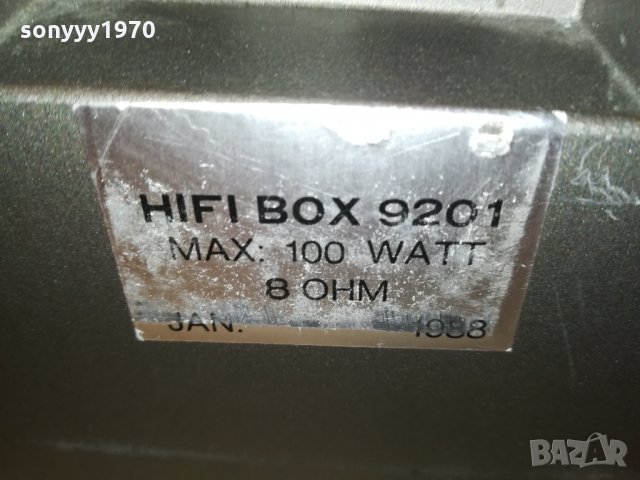 sonyyy1970
HIFI BOX 9201
MAX: 100 WATT
8 OHM
JAN. 1988
BAZAR